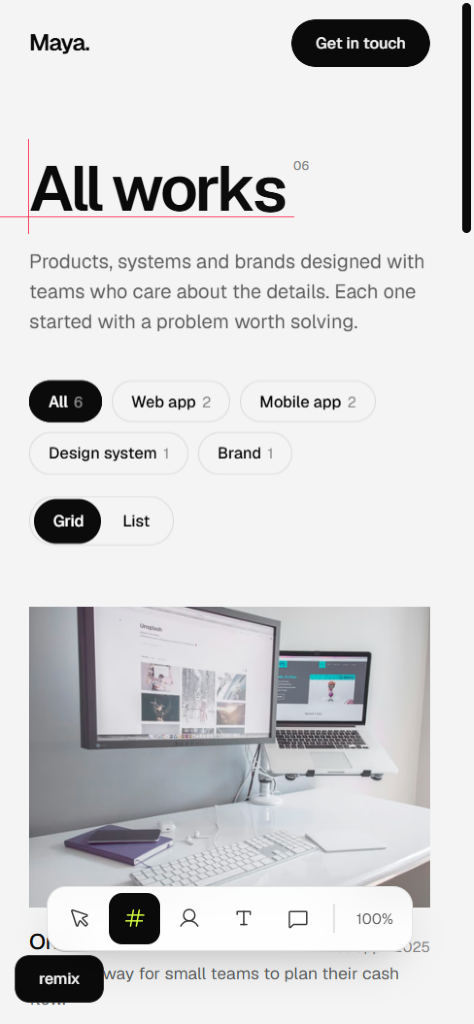 Maya.
Get in touch
All works 06
Products, systems and brands designed with
teams who care about the details. Each one
started with a problem worth solving.
All 6
Web app 2
Mobile app 2
Design system 1
Brand 1
Grid
List
Unsplash
T
100%
2025
remix
way for small teams to plan their cash